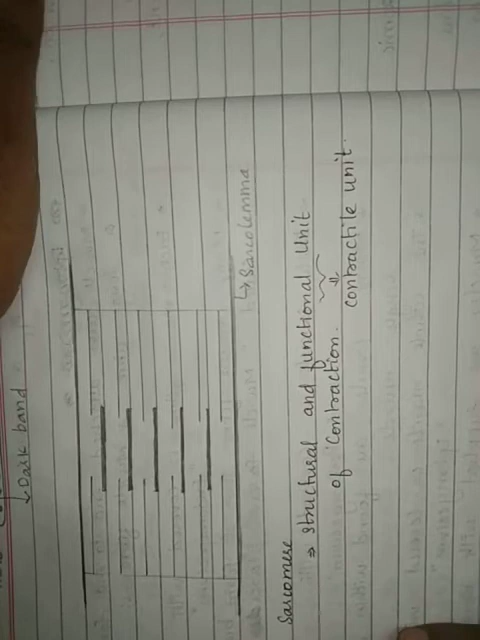 ↳ Dark band
↳ Sarcolemma
Sarcomere
⇒ structural and functional Unit
of Contraction. ⇓
contractile unit.